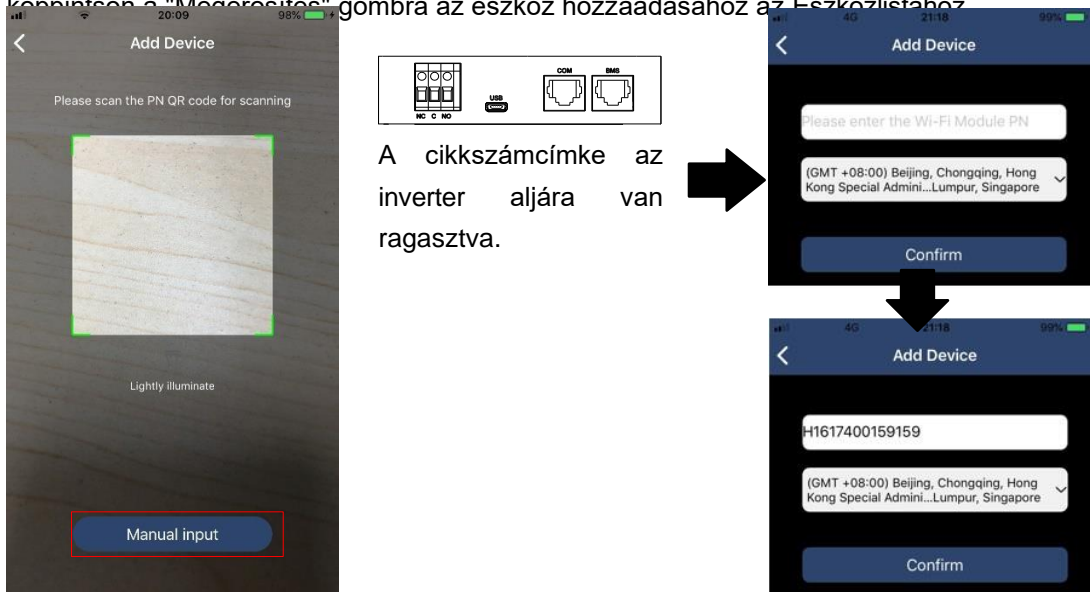 koppintson a "Megerősítés" gombra az eszköz hozzáadásához az Eszközlistához
20:09
98%
Add Device
Please scan the PN QR code for scanning
Lightly illuminate
Manual input
NC C NO
USB
COM
BMS
A cikkszámcímke az
inverter aljára van
ragasztva.
4G 21:18 99%
Add Device
Please enter the Wi-Fi Module PN
(GMT +08:00) Beijing, Chongqing, Hong
Kong Special Admini...Lumpur, Singapore
Confirm
4G 21:18 99%
Add Device
H1617400159159
(GMT +08:00) Beijing, Chongqing, Hong
Kong Special Admini...Lumpur, Singapore
Confirm